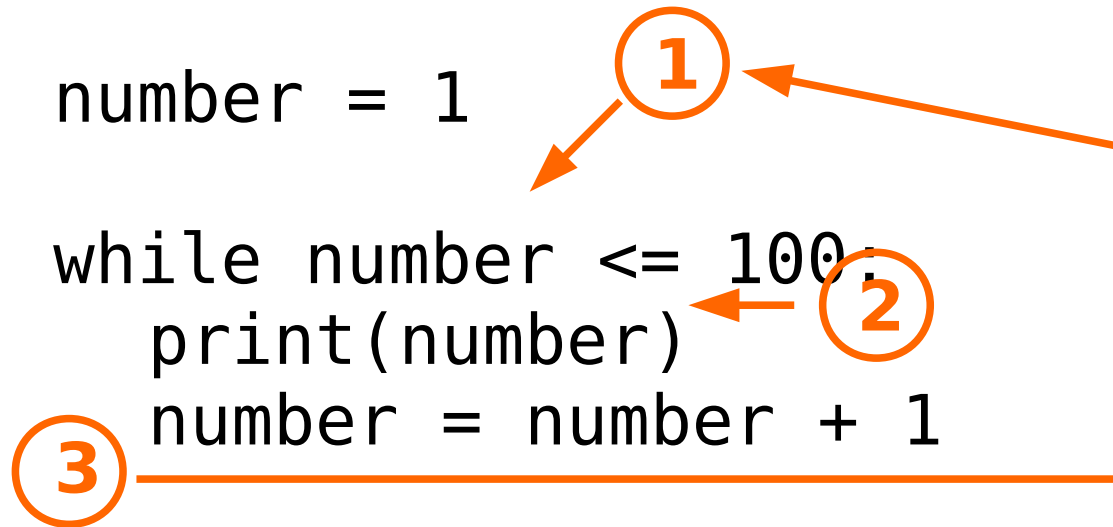 1
number = 1
while number <= 100:
2
    print(number)
    number = number + 1
3